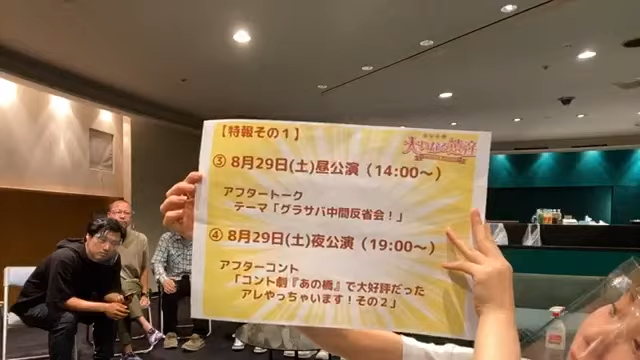 【特報その1】
③ 8月29日(土)昼公演（14:00～）
アフタートーク
テーマ「グラサバ中間反省会！」
④ 8月29日(土)夜公演（19:00～）
アフターコント
「コント劇『あの橋』で大好評だった
アレやっちゃいます！その2」